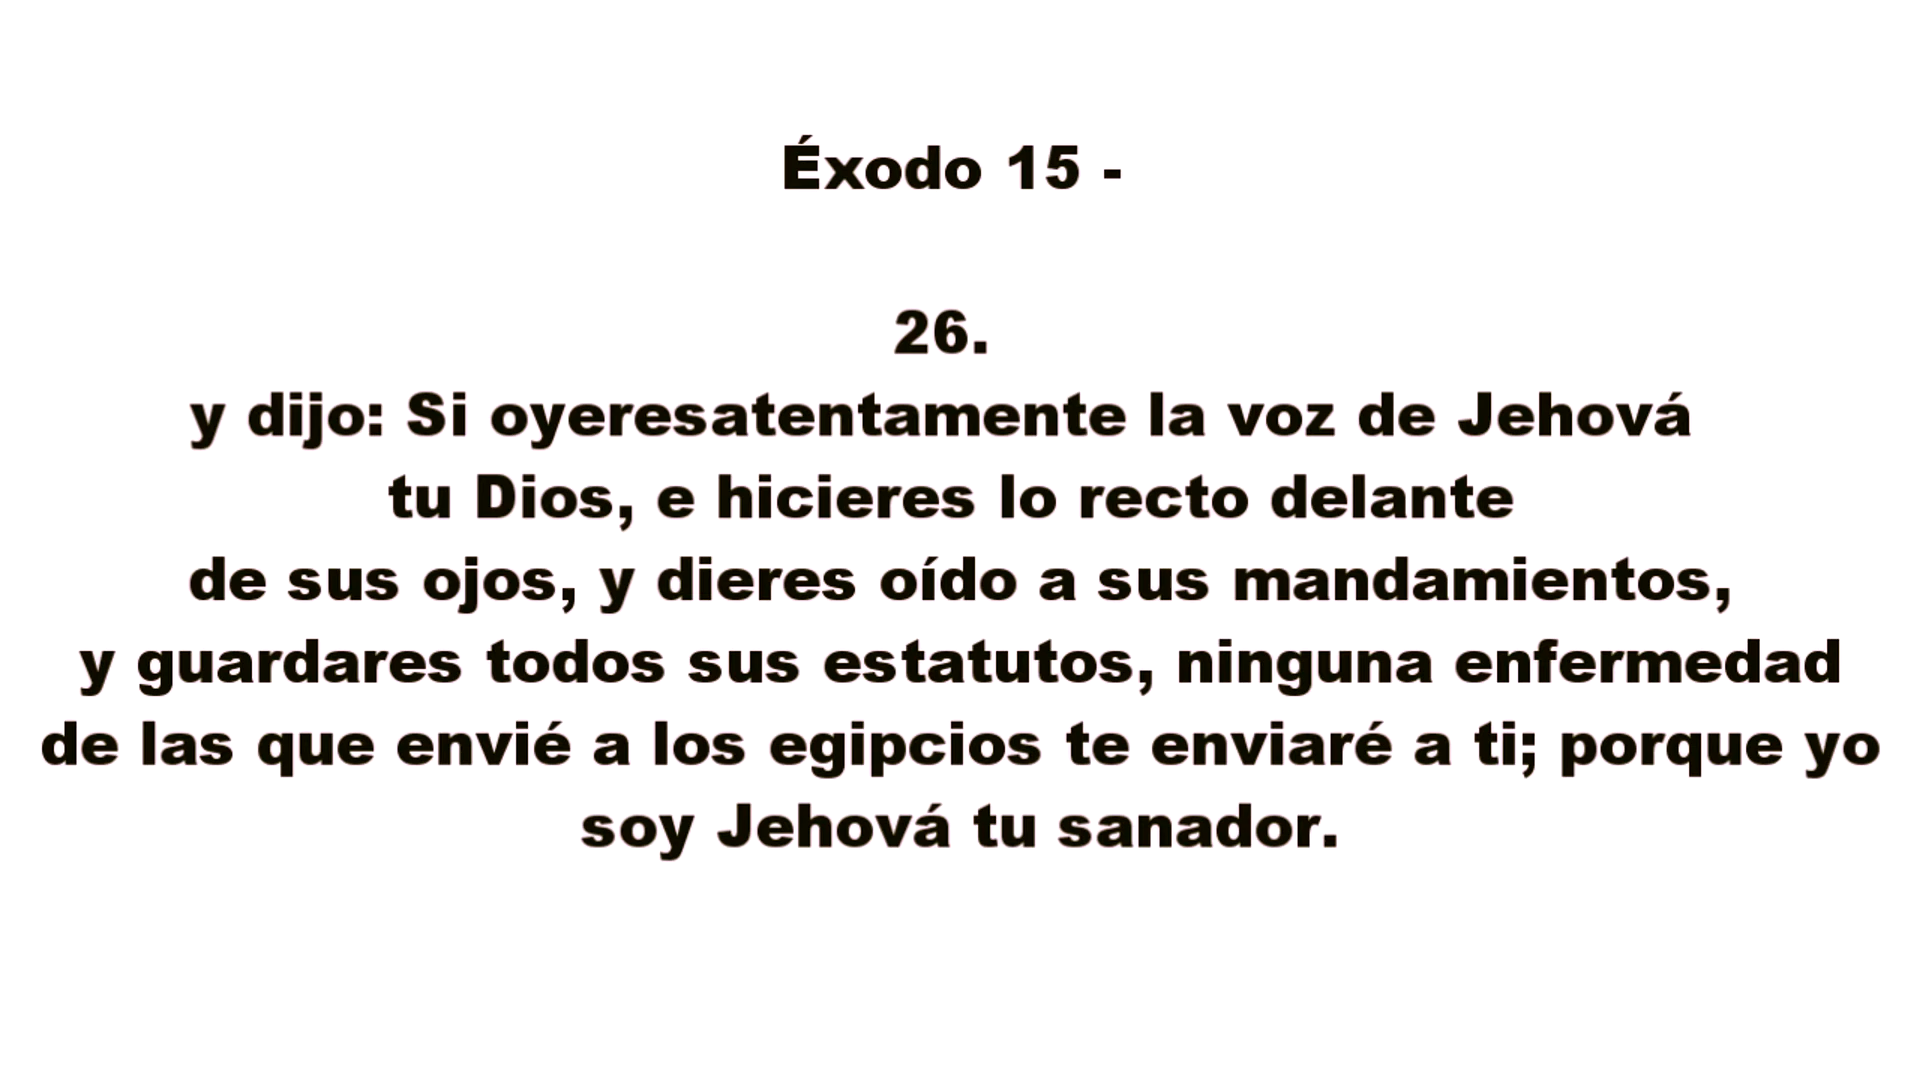 Éxodo 15 -
26.
y dijo: Si oyeresatentamente la voz de Jehová
tu Dios, e hicieres lo recto delante
de sus ojos, y dieres oído a sus mandamientos,
y guardares todos sus estatutos, ninguna enfermedad
de las que envié a los egipcios te enviaré a ti; porque yo
soy Jehová tu sanador.